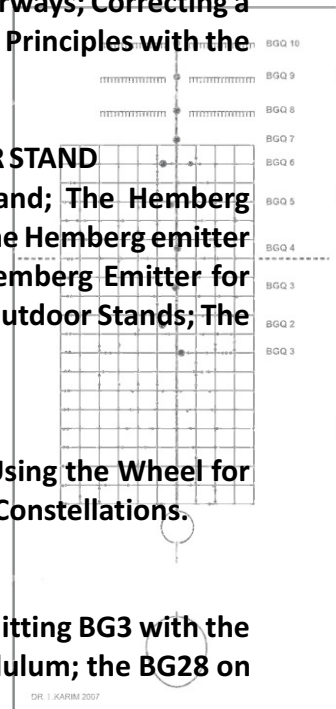 rways; Correcting a
Principles with the
BGQ 10
BGQ 9
BGQ 8
BGQ 7
R STAND
BGQ 6
and; The Hemberg
BGQ 5
he Hemberg emitter
BGQ 4
emberg Emitter for
BGQ 3
utdoor Stands; The
BGQ 2
BGQ 3
Using the Wheel for
Constellations.
itting BG3 with the
dulum; the BG28 on
DR. I .KARIM 2007